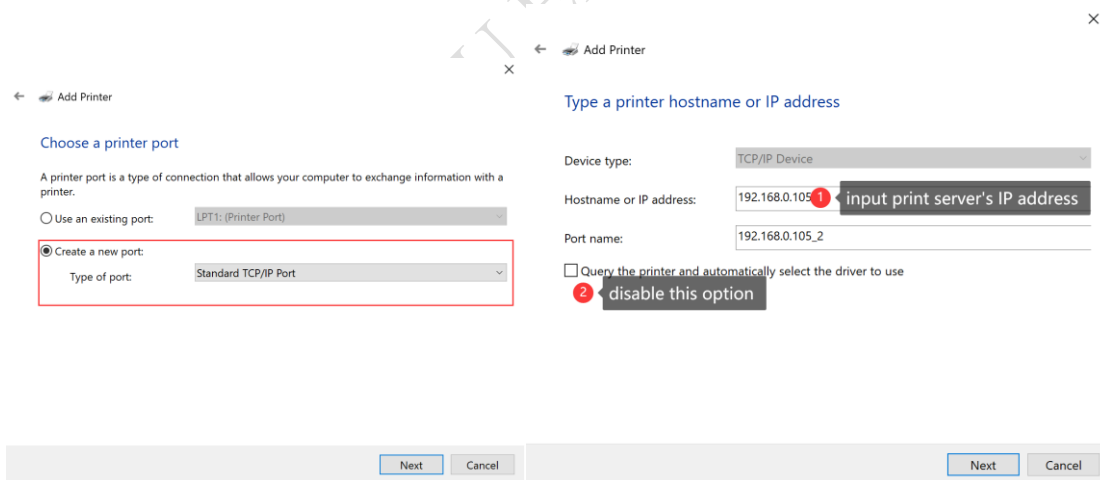 Add Printer
Choose a printer port
A printer port is a type of connection that allows your computer to exchange information with a
printer.
Use an existing port:
LPT1: (Printer Port)
Create a new port:
Type of port:
Standard TCP/IP Port
Next
Cancel
Add Printer
Type a printer hostname or IP address
Device type:
TCP/IP Device
Hostname or IP address:
192.168.0.105
1
input print server's IP address
Port name:
192.168.0.105_2
Query the printer and automatically select the driver to use
2
disable this option
Next
Cancel